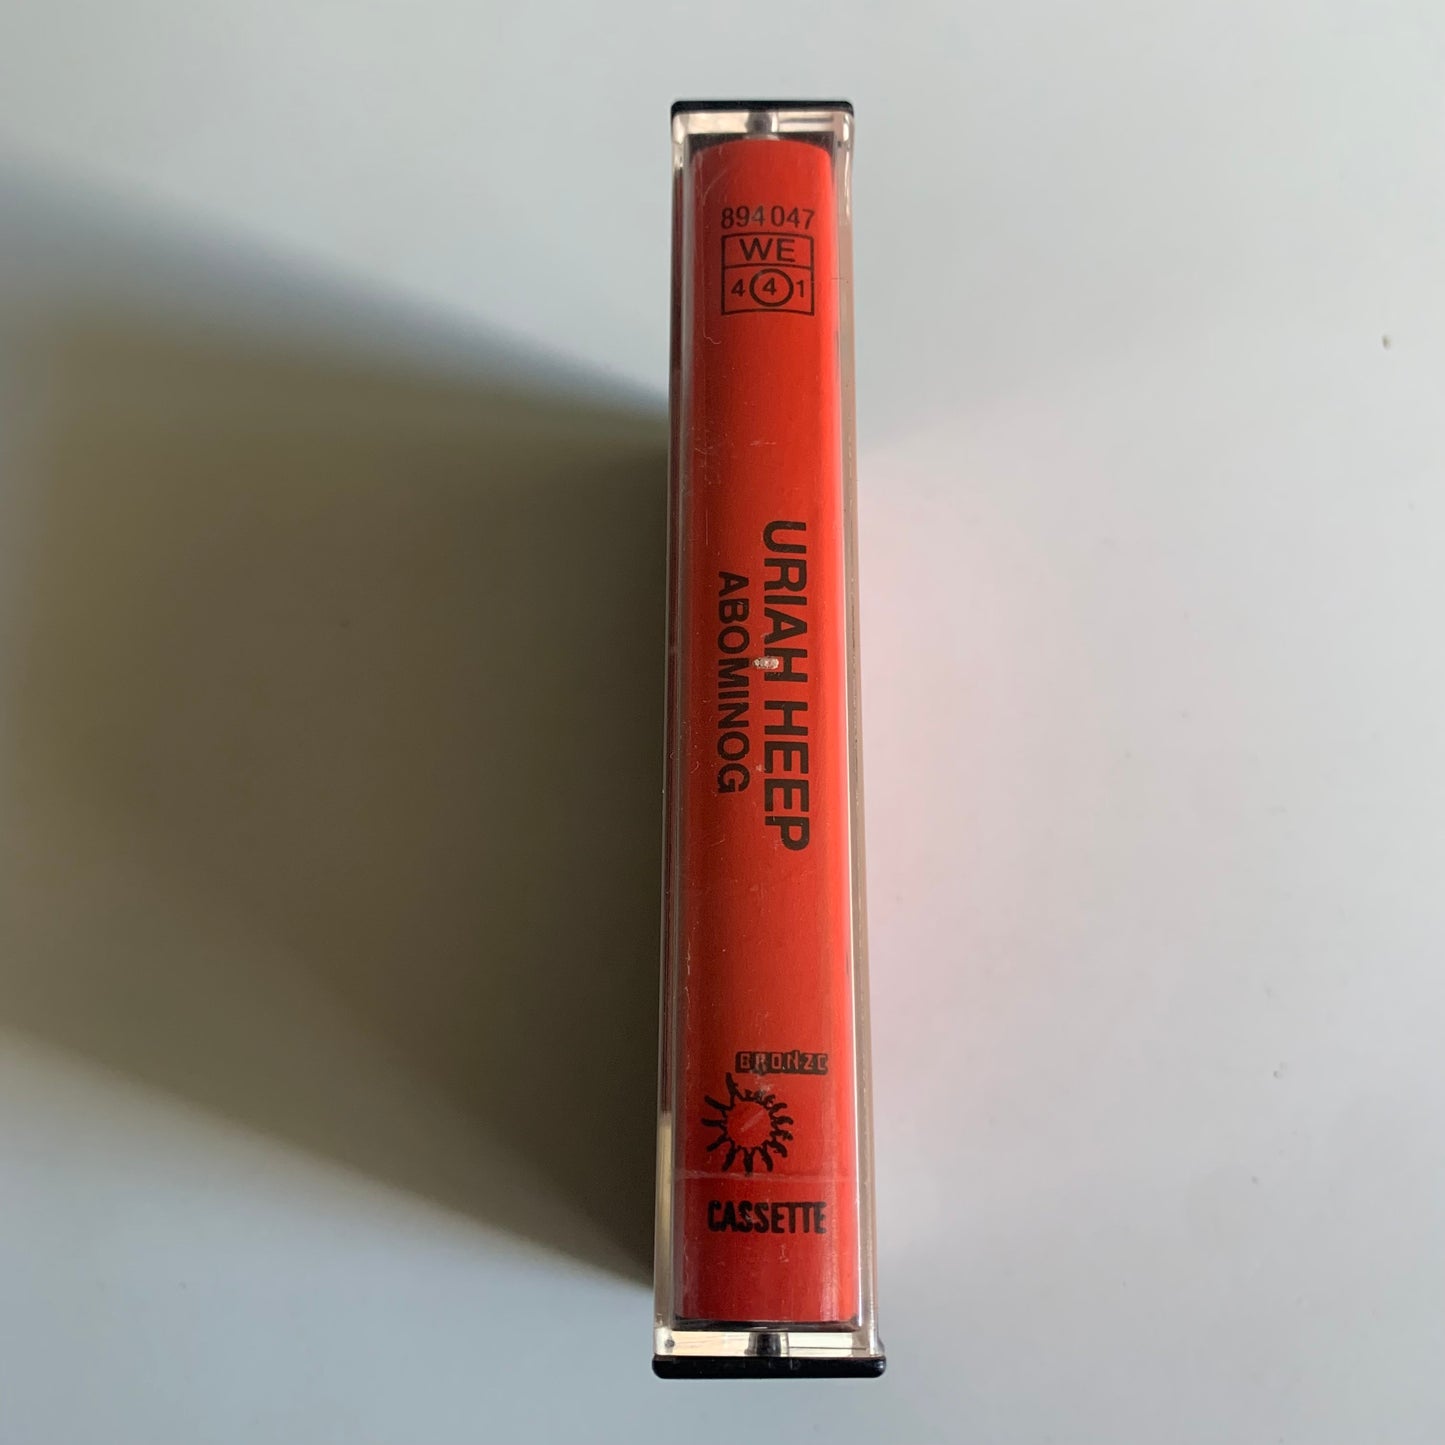 894 047
WE
4 4 1
URIAH HEEP
ABOMINOG
BRONZE
CASSETTE